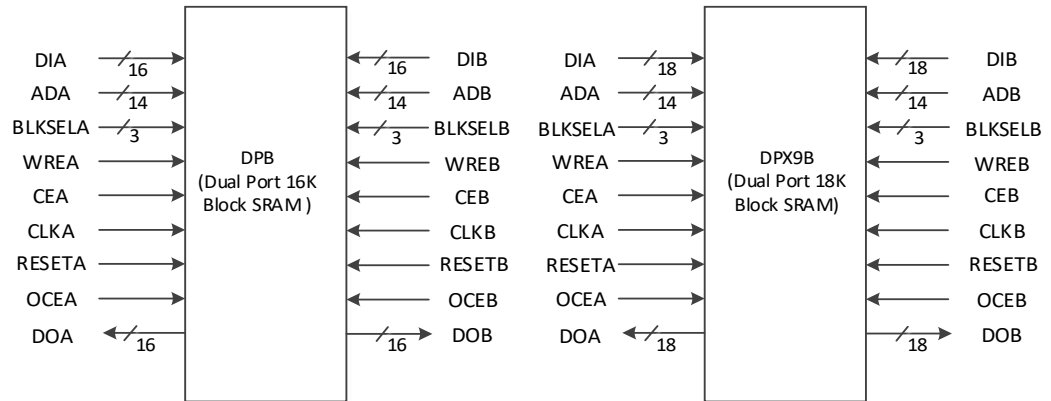 DIA
16
ADA
14
BLKSELA
3
WREA
CEA
CLKA
RESETA
OCEA
DOA
16
DPB
(Dual Port 16K
Block SRAM )
DIB
16
ADB
14
BLKSELB
3
WREB
CEB
CLKB
RESETB
OCEB
DOB
16
DIA
18
ADA
14
BLKSELA
3
WREA
CEA
CLKA
RESETA
OCEA
DOA
18
DPX9B
(Dual Port 18K
Block SRAM)
DIB
18
ADB
14
BLKSELB
3
WREB
CEB
CLKB
RESETB
OCEB
DOB
18